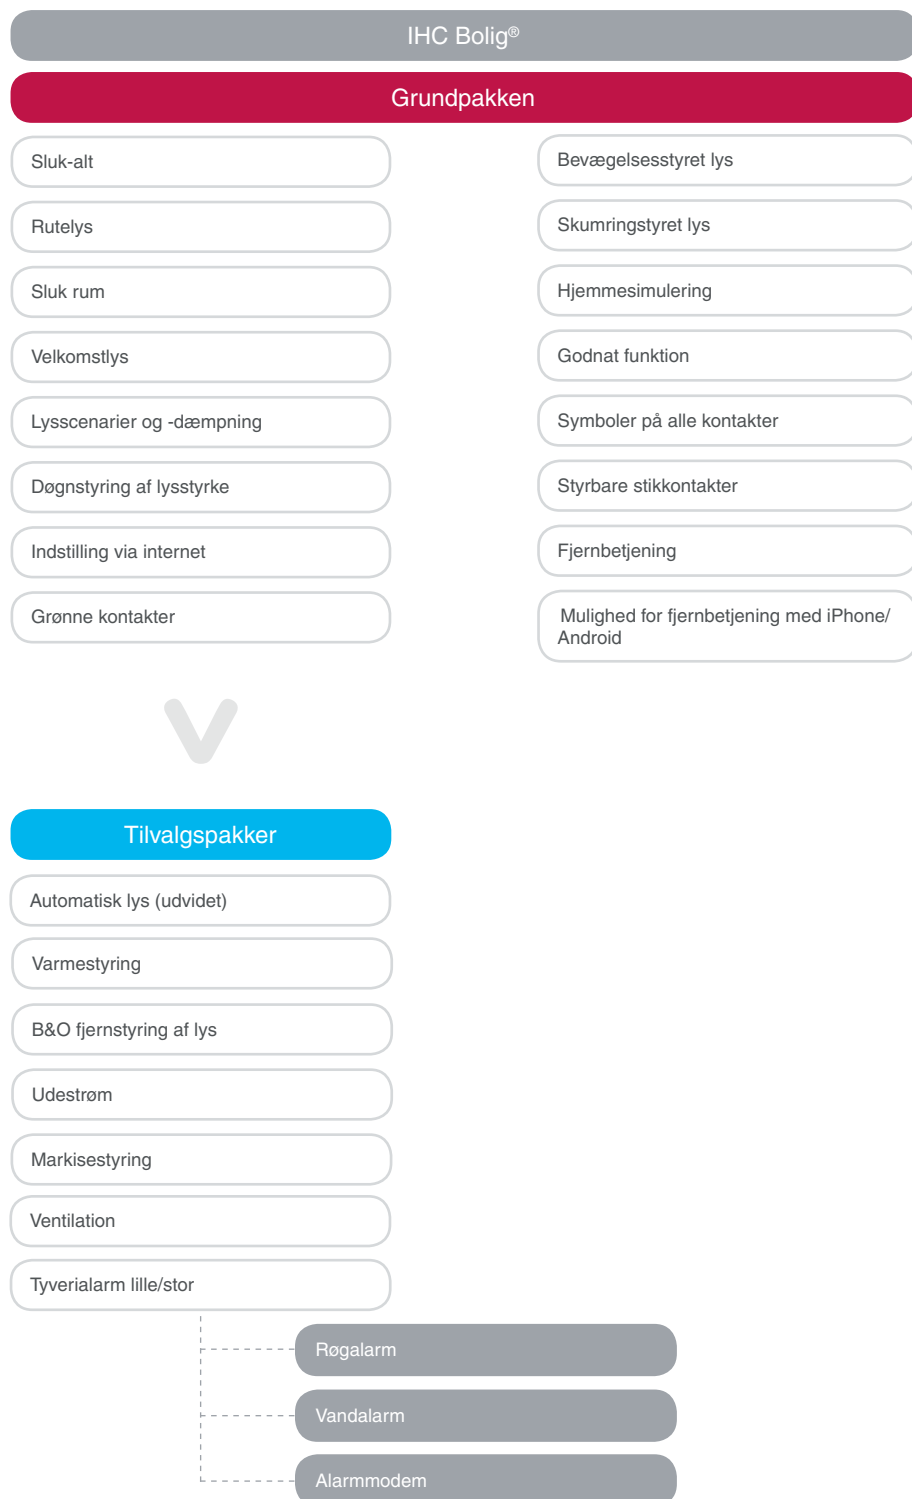 IHC Bolig®
Grundpakken
Sluk-alt
Rutelys
Sluk rum
Velkomstlys
Lysscenarier og -dæmpning
Døgnstyring af lysstyrke
Indstilling via internet
Grønne kontakter
Bevægelsesstyret lys
Skumringstyret lys
Hjemmesimulering
Godnat funktion
Symboler på alle kontakter
Styrbare stikkontakter
Fjernbetjening
Mulighed for fjernbetjening med iPhone/
Android
Tilvalgspakker
Automatisk lys (udvidet)
Varmestyring
B&O fjernstyring af lys
Udestrøm
Markisestyring
Ventilation
Tyverialarm lille/stor
Røgalarm
Vandalarm
Alarmmodem